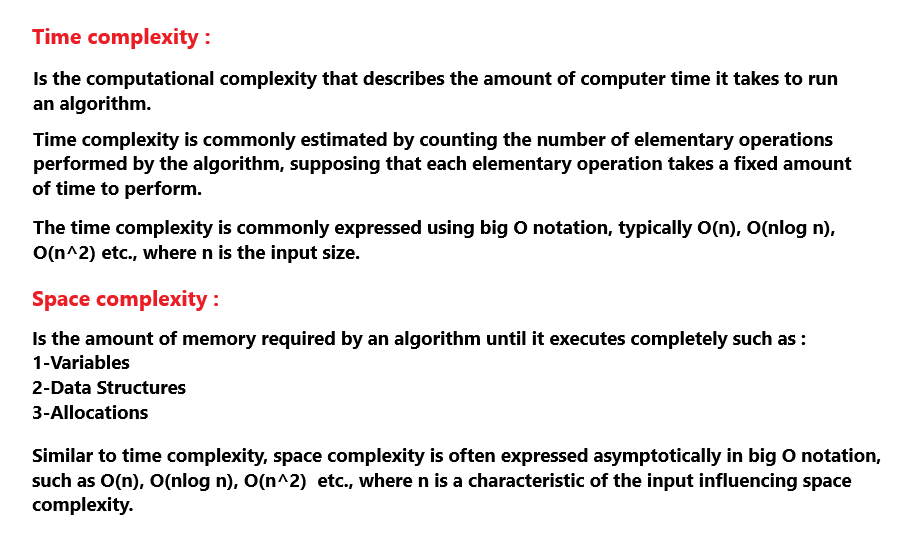 Time complexity :
Is the computational complexity that describes the amount of computer time it takes to run
an algorithm.
Time complexity is commonly estimated by counting the number of elementary operations
performed by the algorithm, supposing that each elementary operation takes a fixed amount
of time to perform.
The time complexity is commonly expressed using big O notation, typically O(n), O(nlog n),
O(n^2) etc., where n is the input size.
Space complexity :
Is the amount of memory required by an algorithm until it executes completely such as :
1-Variables
2-Data Structures
3-Allocations
Similar to time complexity, space complexity is often expressed asymptotically in big O notation,
such as O(n), O(nlog n), O(n^2)  etc., where n is a characteristic of the input influencing space
complexity.